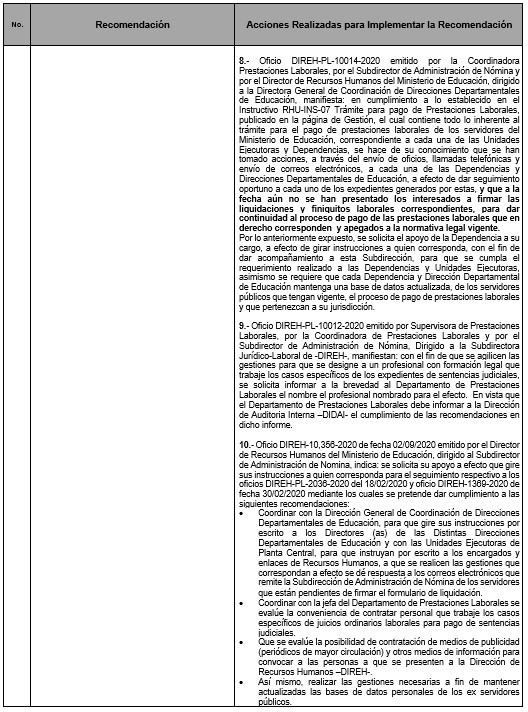 No.
Recomendación
Acciones Realizadas para Implementar la Recomendación
8.- Oficio DIREH-PL-10014-2020 emitido por la Coordinadora
Prestaciones Laborales, por el Subdirector de Administración de Nómina y
por el Director de Recursos Humanos del Ministerio de Educación, dirigido
a la Directora General de Coordinación de Direcciones Departamentales
de Educación, manifiesta: en cumplimiento a lo establecido en el
Instructivo RHU-INS-07 Trámite para pago de Prestaciones Laborales,
publicado en la página de Gestión, el cual contiene todo lo inherente al
trámite para el pago de prestaciones laborales de los servidores del
Ministerio de Educación, correspondiente a cada una de las Unidades
Ejecutoras y Dependencias, se hace de su conocimiento que se han
tomado acciones, a través del envío de oficios, llamadas telefónicas y
envío de correos electrónicos, a cada una de las Dependencias y
Direcciones Departamentales de Educación, a efecto de dar seguimiento
oportuno a cada uno de los expedientes generados por estas, y que a la
fecha aún no se han presentado los interesados a firmar las
liquidaciones y finiquitos laborales correspondientes, para dar
continuidad al proceso de pago de las prestaciones laborales que en
derecho corresponden y apegados a la normativa legal vigente.
Por lo anteriormente expuesto, se solicita el apoyo de la Dependencia a su
cargo, a efecto de girar instrucciones a quien corresponda, con el fin de
dar acompañamiento a esta Subdirección, para que se cumpla el
requerimiento realizado a las Dependencias y Unidades Ejecutoras,
asimismo se requiere que cada Dependencia y Dirección Departamental
de Educación mantenga una base de datos actualizada, de los servidores
públicos que tengan vigente, el proceso de pago de prestaciones laborales
y que pertenezcan a su jurisdicción.
9.- Oficio DIREH-PL-10012-2020 emitido por Supervisora de Prestaciones
Laborales, por la Coordinadora de Prestaciones Laborales y por el
Subdirector de Administración de Nómina, Dirigido a la Subdirectora
Jurídico-Laboral de -DIREH-, manifiestan: con el fin de que se agilicen las
gestiones para que se designe a un profesional con formación legal que
trabaje los casos específicos de los expedientes de sentencias judiciales,
se solicita informar a la brevedad al Departamento de Prestaciones
Laborales el nombre el profesional nombrado para el efecto. En vista que
el Departamento de Prestaciones Laborales debe informar a la Dirección
de Auditoria Interna –DIDAI- el cumplimiento de las recomendaciones en
dicho informe.
10.- Oficio DIREH-10,356-2020 de fecha 02/09/2020 emitido por el Director
de Recursos Humanos del Ministerio de Educación, dirigido al Subdirector
de Administración de Nomina, indica: se solicita su apoyo a efecto que gire
sus instrucciones a quien corresponda para el seguimiento respectivo a los
oficios DIREH-PL-2036-2020 del 18/02/2020 y oficio DIREH-1369-2020 de
fecha 30/02/2020 mediante los cuales se pretende dar cumplimiento a las
siguientes recomendaciones:
• Coordinar con la Dirección General de Coordinación de Direcciones
Departamentales de Educación, para que gire sus instrucciones por
escrito a los Directores (as) de las Distintas Direcciones
Departamentales de Educación y con las Unidades Ejecutoras de
Planta Central, para que instruyan por escrito a los encargados y
enlaces de Recursos Humanos, a que se realicen las gestiones que
correspondan a efecto se dé respuesta a los correos electrónicos que
remite la Subdirección de Administración de Nómina de los servidores
que están pendientes de firmar el formulario de liquidación.
• Coordinar con la jefa del Departamento de Prestaciones Laborales se
evalúe la conveniencia de contratar personal que trabaje los casos
específicos de juicios ordinarios laborales para pago de sentencias
judiciales.
• Que se evalúe la posibilidad de contratación de medios de publicidad
(periódicos de mayor circulación) y otros medios de información para
convocar a las personas a que se presenten a la Dirección de
Recursos Humanos –DIREH-.
• Así mismo, realizar las gestiones necesarias a fin de mantener
actualizadas las bases de datos personales de los ex servidores
públicos.